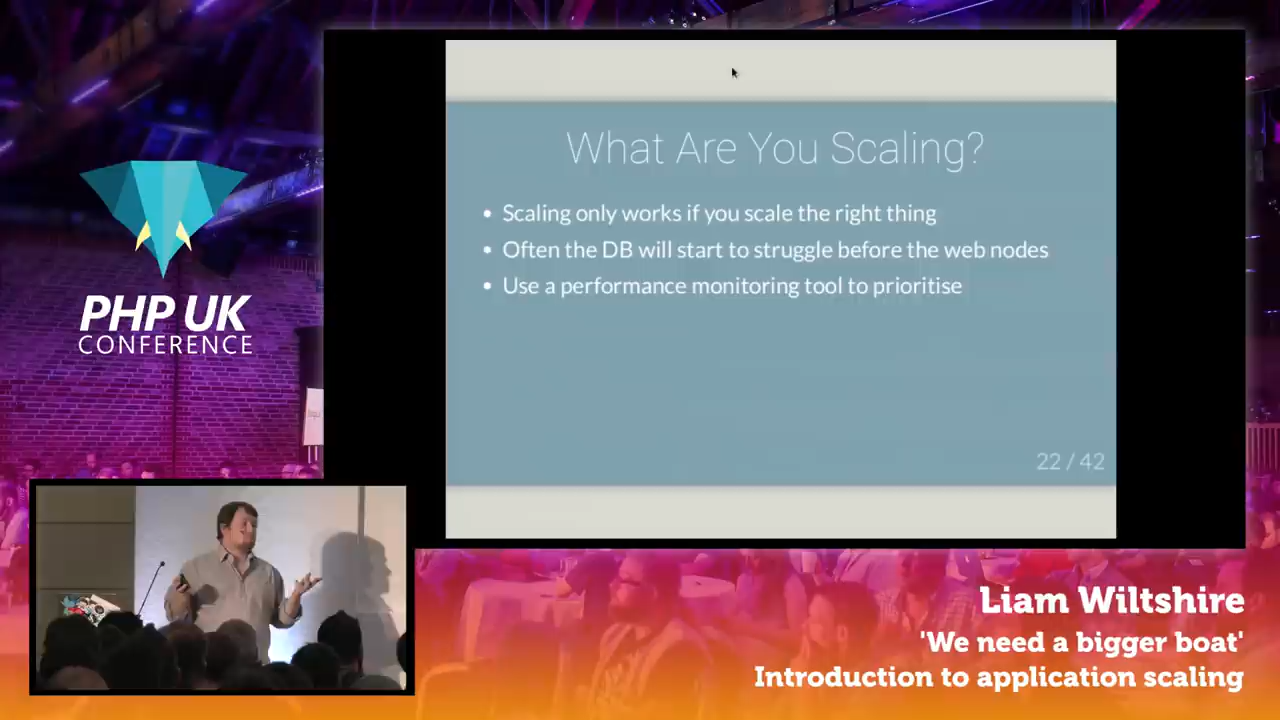 PHP UK
CONFERENCE
What Are You Scaling?
• Scaling only works if you scale the right thing
• Often the DB will start to struggle before the web nodes
• Use a performance monitoring tool to prioritise
22 / 42
Liam Wiltshire
'We need a bigger boat'
Introduction to application scaling